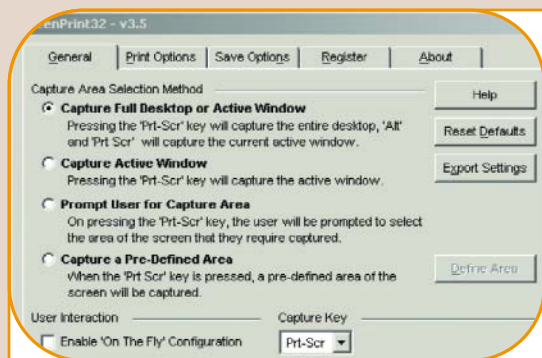 enPrint32 - v3.5
General Print Options Save Options Register About
Capture Area Selection Method
Capture Full Desktop or Active Window
Pressing the 'Prt-Scr' key will capture the entire desktop, 'Alt'
and 'Prt Scr' will capture the current active window.
Capture Active Window
Pressing the 'Prt-Scr' key will capture the active window.
Prompt User for Capture Area
On pressing the 'Prt-Scr' key, the user will be prompted to select
the area of the screen that they require captured.
Capture a Pre-Defined Area
When the 'Prt Scr' key is pressed, a pre-defined area of the
screen will be captured.
Help
Reset Defaults
Export Settings
Define Area
User Interaction
Enable 'On The Fly' Configuration
Capture Key
Prt-Scr